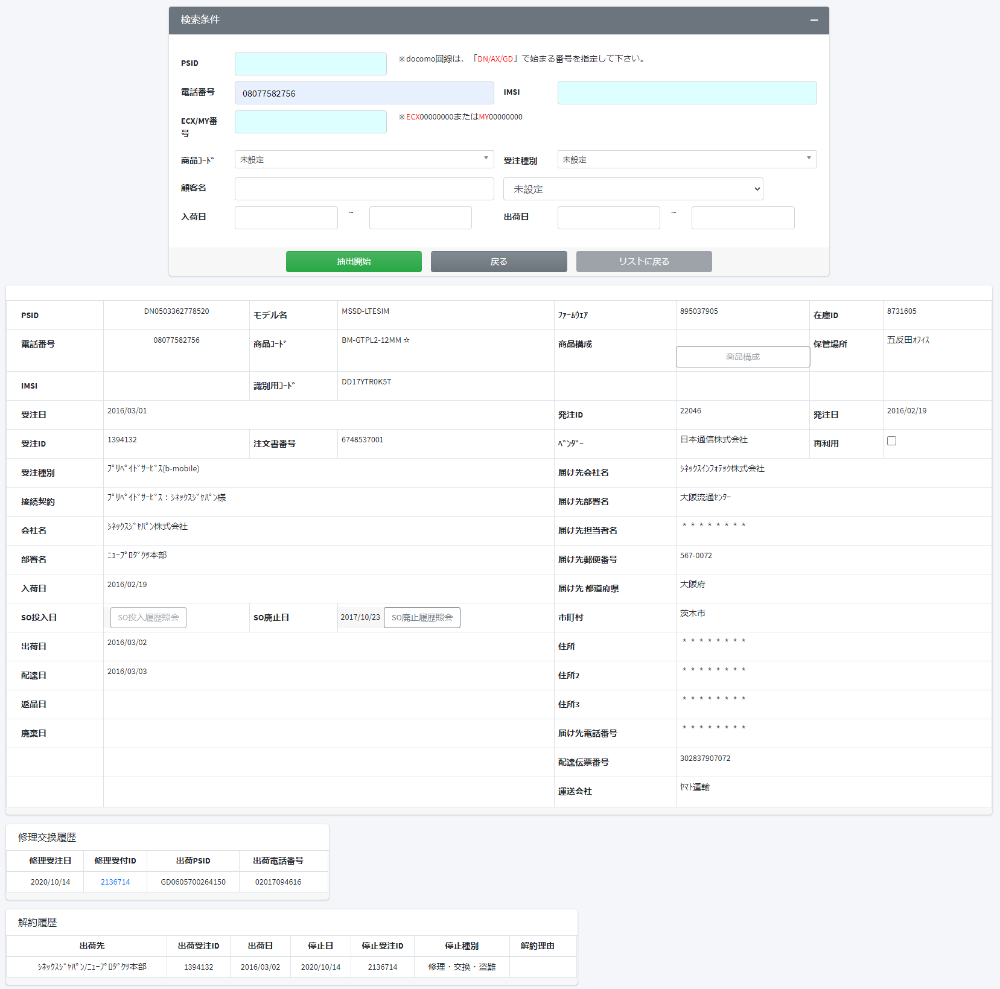 検索条件
PSID ※docomo回線は、「DN/AX/GD」で始まる番号を指定して下さい。
電話番号 08077582756 IMSI
ECX/MY番号 ※ECX00000000またはMY00000000
商品ｺｰﾄﾞ 未設定 受注種別 未設定
顧客名 未設定
入荷日 ~ 出荷日 ~
抽出開始 戻る リストに戻る
PSID DN0503362778520 モデル名 MSSD-LTESIM ﾌｧｰﾑｳｪｱ 895037905 在庫ID 8731605
電話番号 08077582756 商品ｺｰﾄﾞ BM-GTPL2-12MM ☆ 商品構成 商品構成 保管場所 五反田ｵﾌｨｽ
IMSI 識別用ｺｰﾄﾞ DD17YTR0K5T
受注日 2016/03/01 発注ID 22046 発注日 2016/02/19
受注ID 1394132 注文書番号 6748537001 ﾍﾞﾝﾀﾞｰ 日本通信株式会社 再利用
受注種別 ﾌﾟﾘﾍﾟｲﾄﾞｻｰﾋﾞｽ(b-mobile) 届け先会社名 ｼﾈｯｸｽｲﾝﾌｫﾃｯｸ株式会社
接続契約 ﾌﾟﾘﾍﾟｲﾄﾞｻｰﾋﾞｽ：ｼﾈｯｸｽｼﾞｬﾊﾟﾝ様 届け先部署名 大阪流通ｾﾝﾀｰ
会社名 ｼﾈｯｸｽｼﾞｬﾊﾟﾝ株式会社 届け先担当者名 ＊＊＊＊＊＊＊＊
部署名 ﾆｭｰﾌﾟﾛﾀﾞｸﾂ本部 届け先郵便番号 567-0072
入荷日 2016/02/19 届け先 都道府県 大阪府
SO投入日 SO投入履歴照会 SO廃止日 2017/10/23 SO廃止履歴照会 市町村 茨木市
出荷日 2016/03/02 住所 ＊＊＊＊＊＊＊＊
配達日 2016/03/03 住所2 ＊＊＊＊＊＊＊＊
返品日 住所3 ＊＊＊＊＊＊＊＊
廃棄日 届け先電話番号 ＊＊＊＊＊＊＊＊
配達伝票番号 302837907072
運送会社 ﾔﾏﾄ運輸
修理交換履歴
修理受注日 修理受付ID 出荷PSID 出荷電話番号
2020/10/14 2136714 GD0605700264150 02017094616
解約履歴
出荷先 出荷受注ID 出荷日 停止日 停止受注ID 停止種別 解約理由
ｼﾈｯｸｽｼﾞｬﾊﾟﾝ/ﾆｭｰﾌﾟﾛﾀﾞｸﾂ本部 1394132 2016/03/02 2020/10/14 2136714 修理・交換・盗難